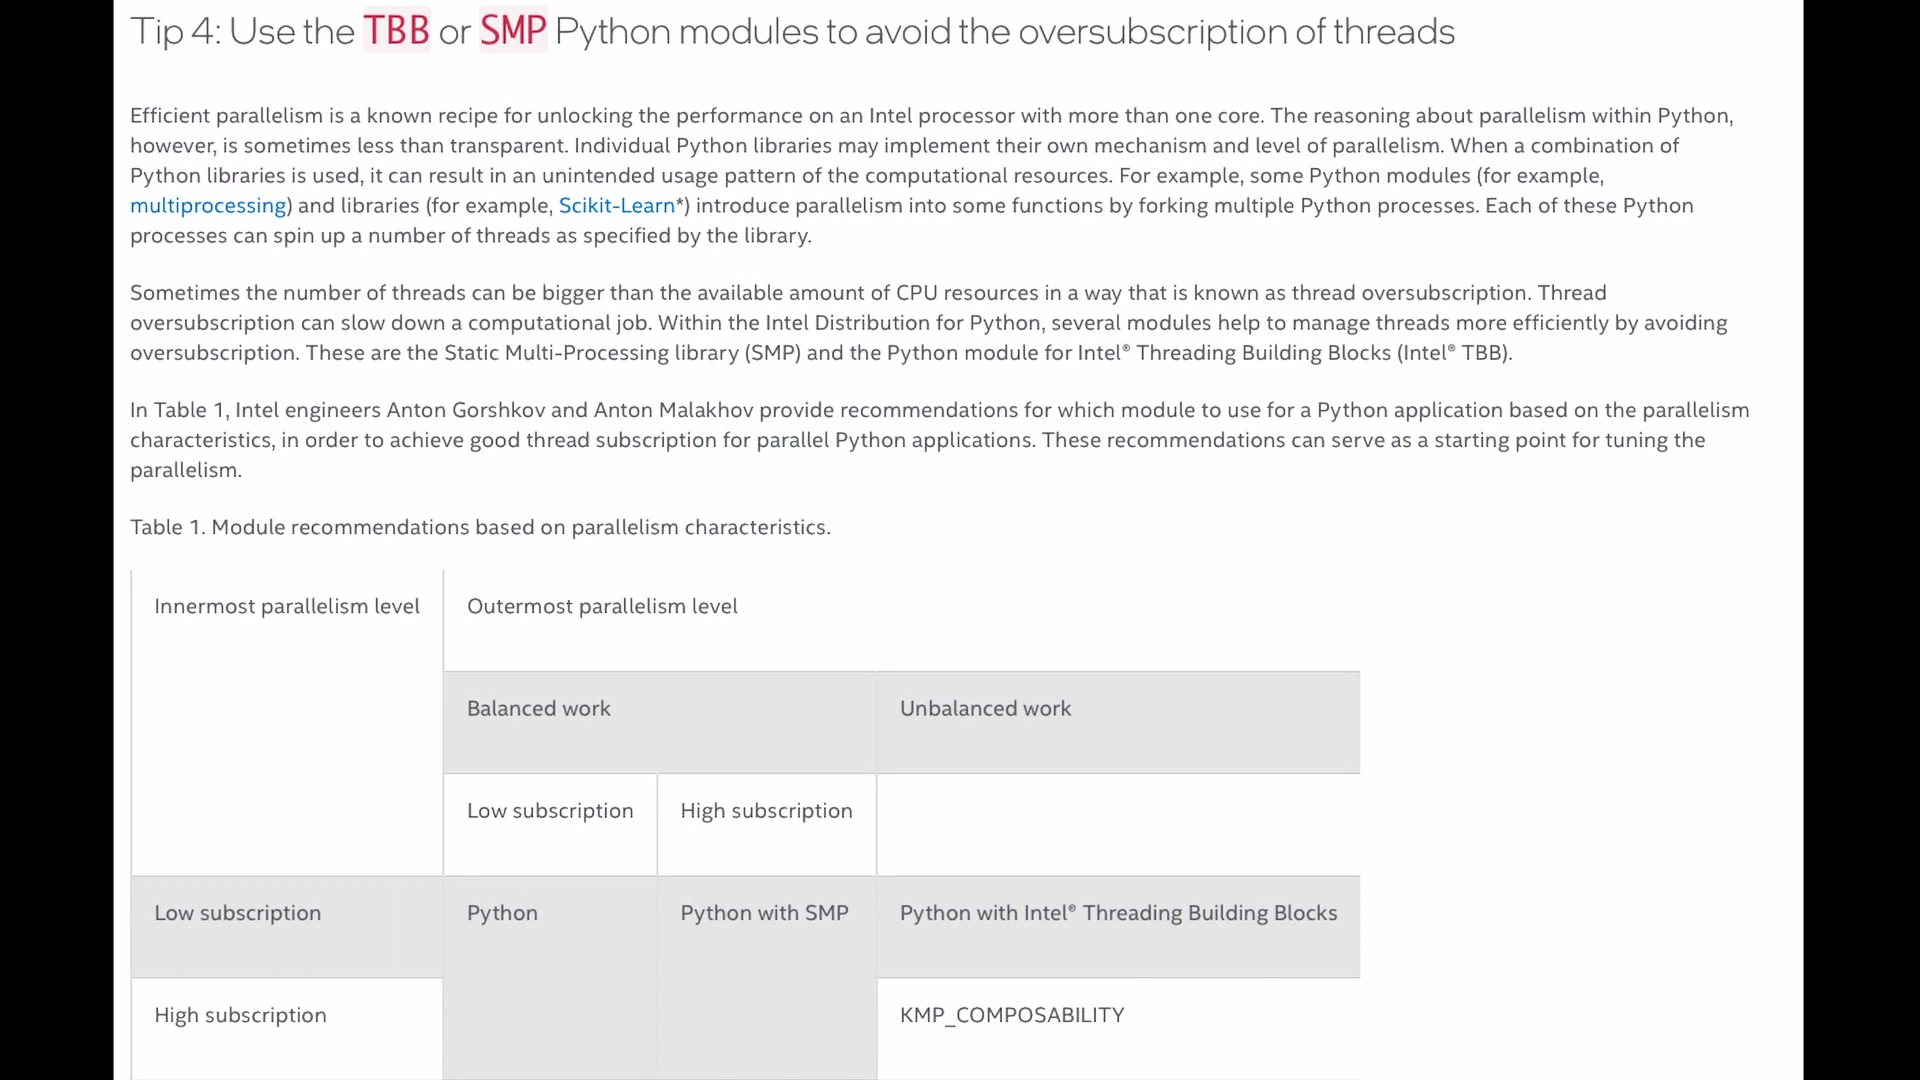 Tip 4: Use the TBB or SMP Python modules to avoid the oversubscription of threads
Efficient parallelism is a known recipe for unlocking the performance on an Intel processor with more than one core. The reasoning about parallelism within Python,
however, is sometimes less than transparent. Individual Python libraries may implement their own mechanism and level of parallelism. When a combination of
Python libraries is used, it can result in an unintended usage pattern of the computational resources. For example, some Python modules (for example,
multiprocessing) and libraries (for example, Scikit-Learn*) introduce parallelism into some functions by forking multiple Python processes. Each of these Python
processes can spin up a number of threads as specified by the library.
Sometimes the number of threads can be bigger than the available amount of CPU resources in a way that is known as thread oversubscription. Thread
oversubscription can slow down a computational job. Within the Intel Distribution for Python, several modules help to manage threads more efficiently by avoiding
oversubscription. These are the Static Multi-Processing library (SMP) and the Python module for Intel® Threading Building Blocks (Intel® TBB).
In Table 1, Intel engineers Anton Gorshkov and Anton Malakhov provide recommendations for which module to use for a Python application based on the parallelism
characteristics, in order to achieve good thread subscription for parallel Python applications. These recommendations can serve as a starting point for tuning the
parallelism.
Table 1. Module recommendations based on parallelism characteristics.
Innermost parallelism level Outermost parallelism level
Balanced work Unbalanced work
Low subscription High subscription
Low subscription Python Python with SMP Python with Intel® Threading Building Blocks
High subscription KMP_COMPOSABILITY